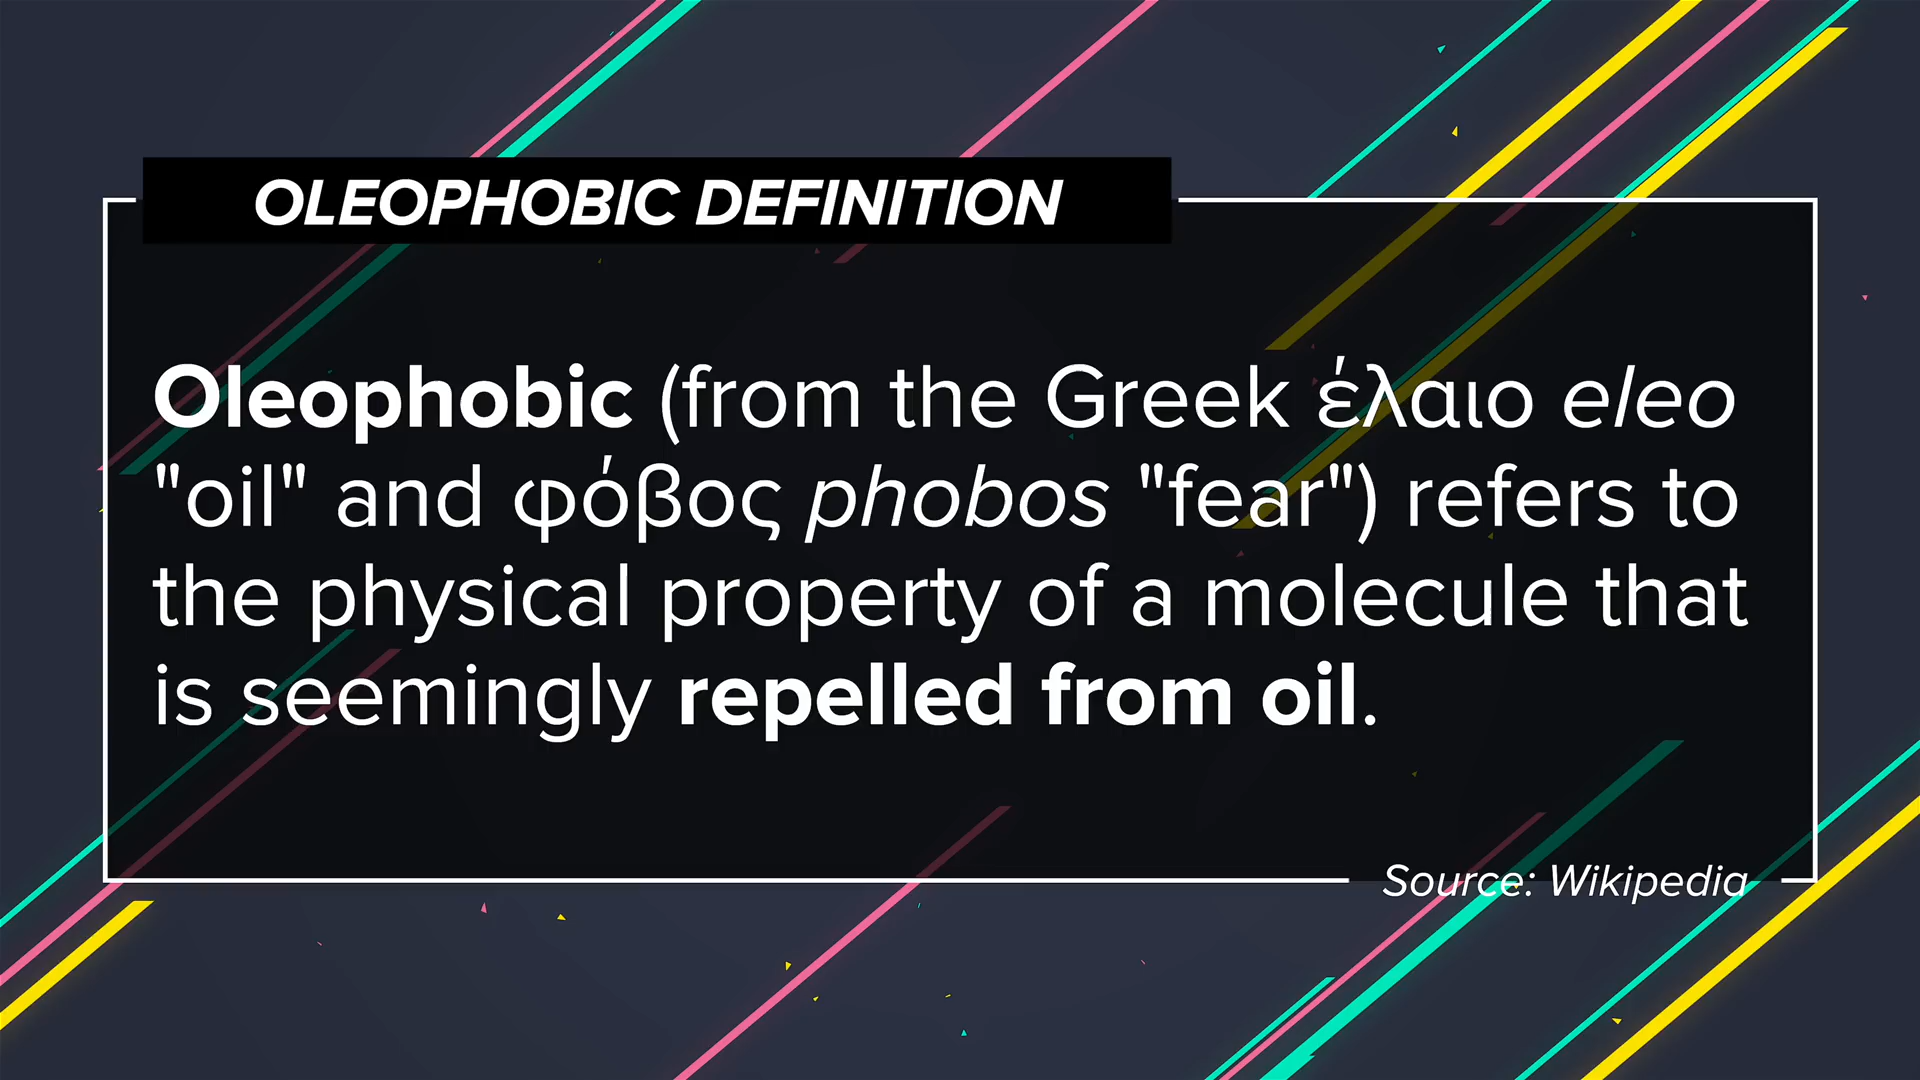 OLEOPHOBIC DEFINITION
Oleophobic (from the Greek έλαιο eleo
"oil" and φόβος phobos "fear") refers to
the physical property of a molecule that
is seemingly repelled from oil.
Source: Wikipedia